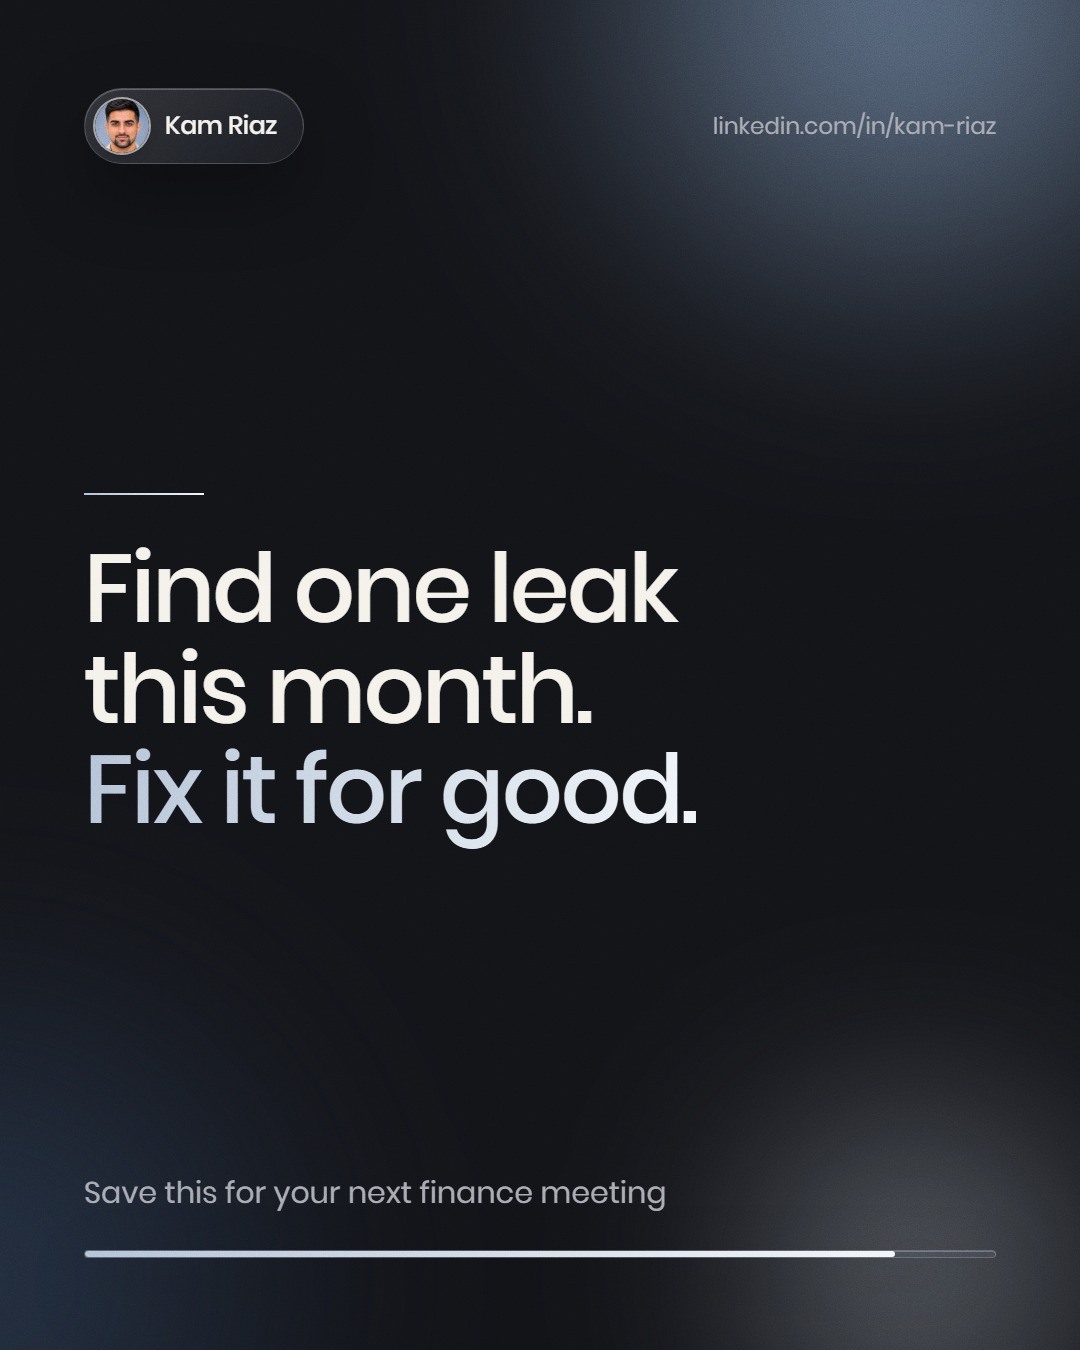 Kam Riaz
linkedin.com/in/kam-riaz
Find one leak
this month.
Fix it for good.
Save this for your next finance meeting